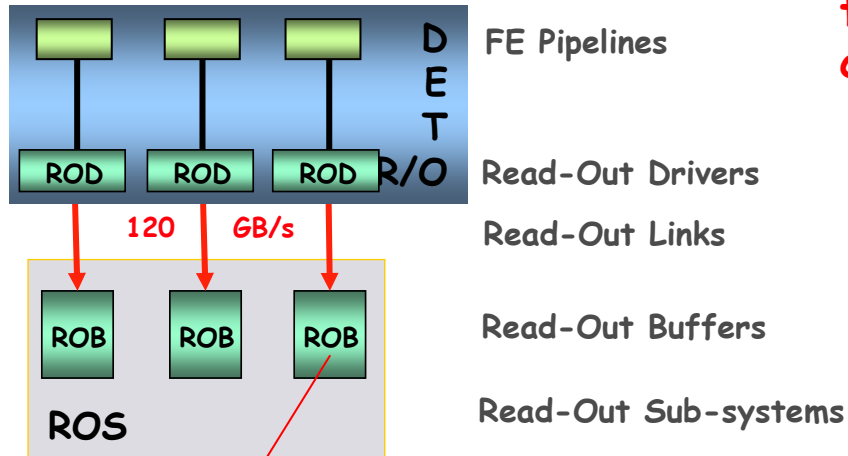 DET
FE Pipelines
ROD ROD ROD R/O
Read-Out Drivers
120 GB/s
Read-Out Links
ROB ROB ROB
Read-Out Buffers
ROS
Read-Out Sub-systems